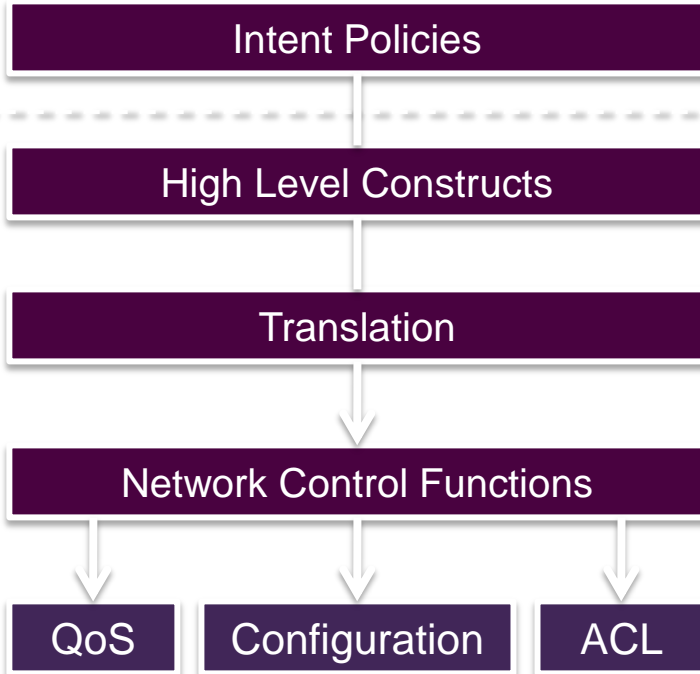 Intent Policies
High Level Constructs
Translation
Network Control Functions
QoS
Configuration
ACL